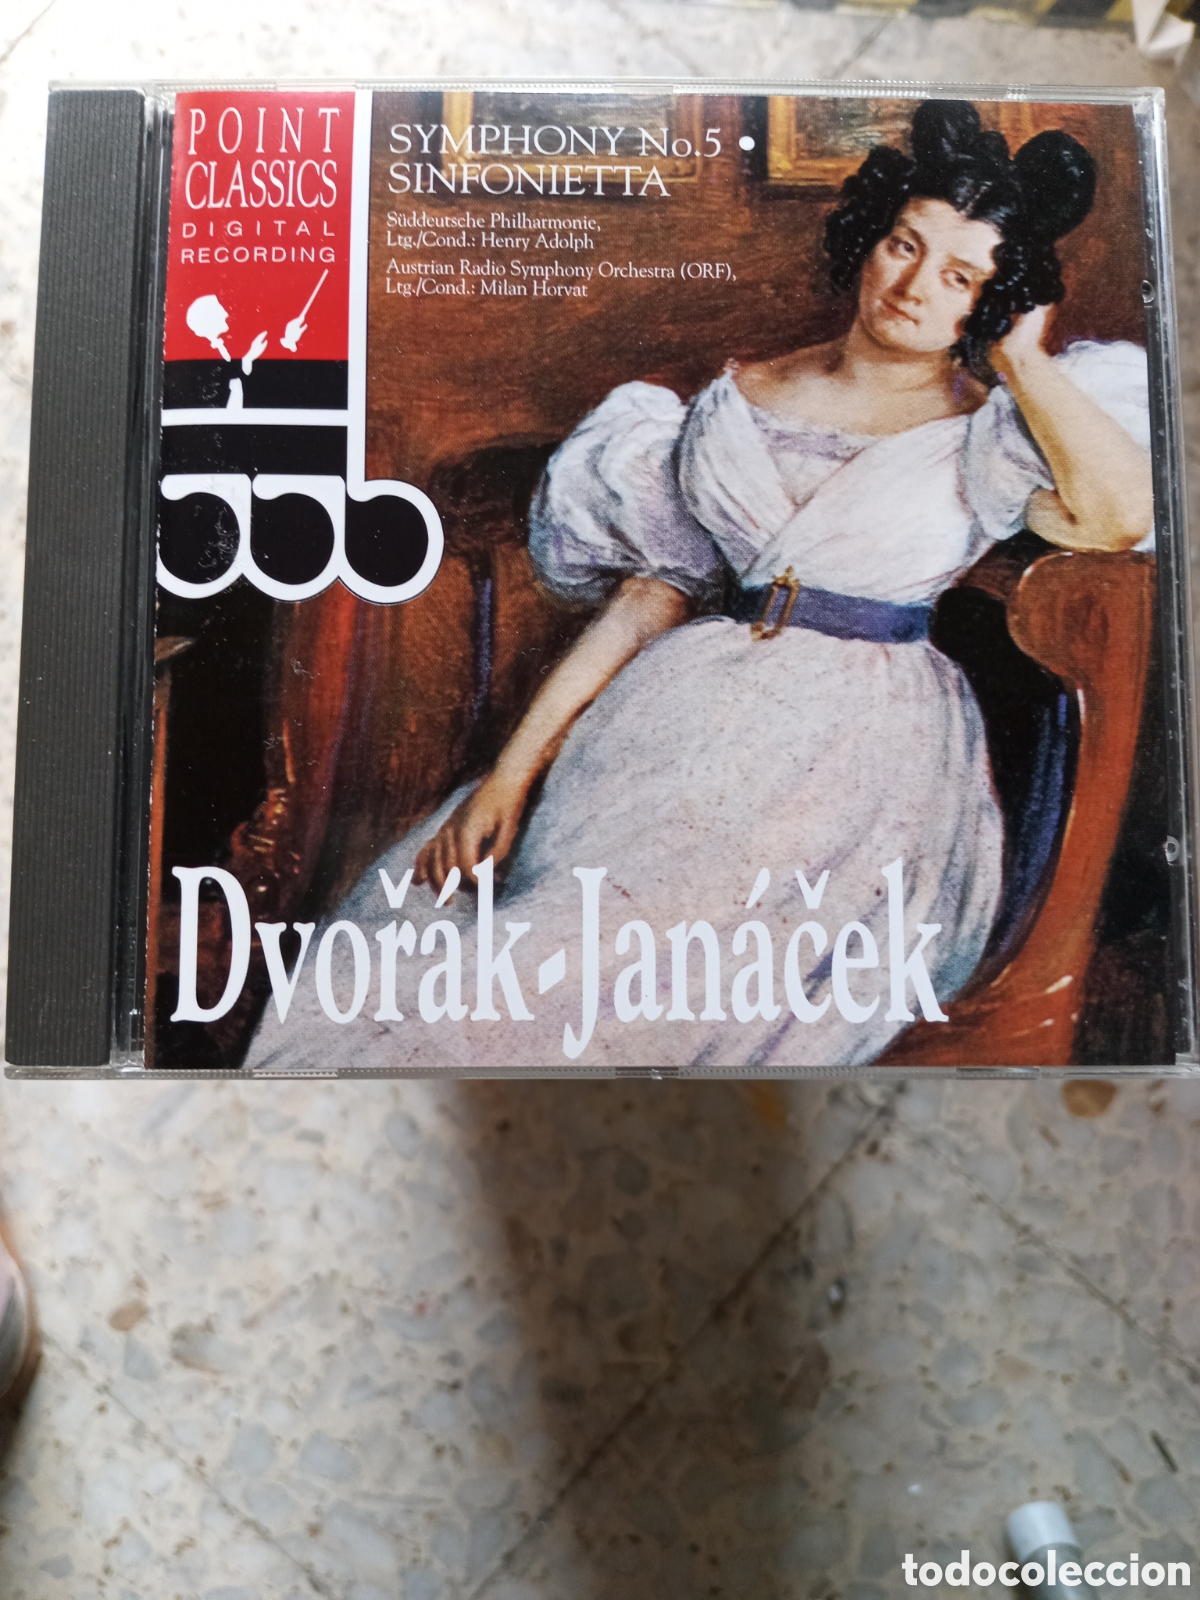 POINT
CLASSICS
DIGITAL
RECORDING
SYMPHONY No.5 •
SINFONIETTA
Süddeutsche Philharmonie,
Ltg./Cond.: Henry Adolph
Austrian Radio Symphony Orchestra (ORF),
Ltg./Cond.: Milan Horvat
Dvořák-Janáček
todocoleccion